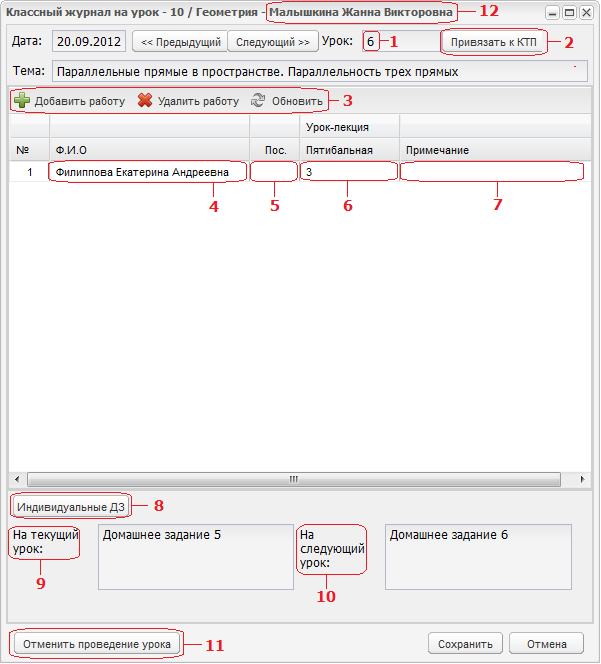 Классный журнал на урок - 10 / Геометрия - Малышкина Жанна Викторовна 12
Дата: 20.09.2012 << Предыдущий Следующий >> Урок: 6 1 Привязать к КТП 2
Тема: Параллельные прямые в пространстве. Параллельность трех прямых
Добавить работу Удалить работу Обновить 3
Урок-лекция
№ Ф.И.О Пос. Пятибальная Примечание
1 Филиппова Екатерина Андреевна 3
4 5 6 7
Индивидуальные ДЗ 8
На текущий урок:
9
Домашнее задание 5
На следующий урок:
10
Домашнее задание 6
Отменить проведение урока 11 Сохранить Отмена